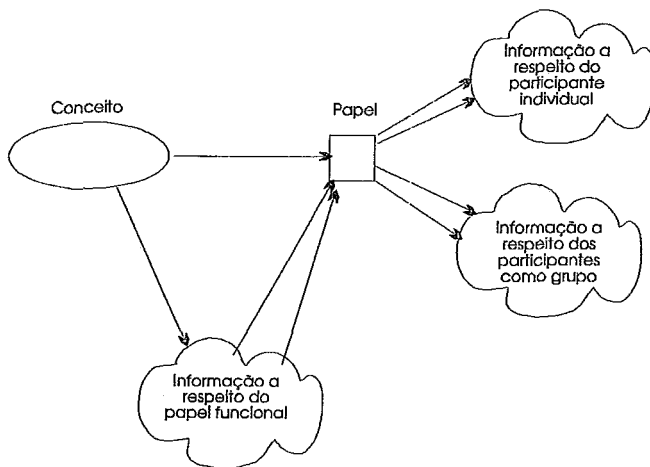 Conceito
Papel
Informação a
respeito do
participante
individual
Informação a
respeito dos
participantes
como grupo
Informação a
respeito do
papel funcional